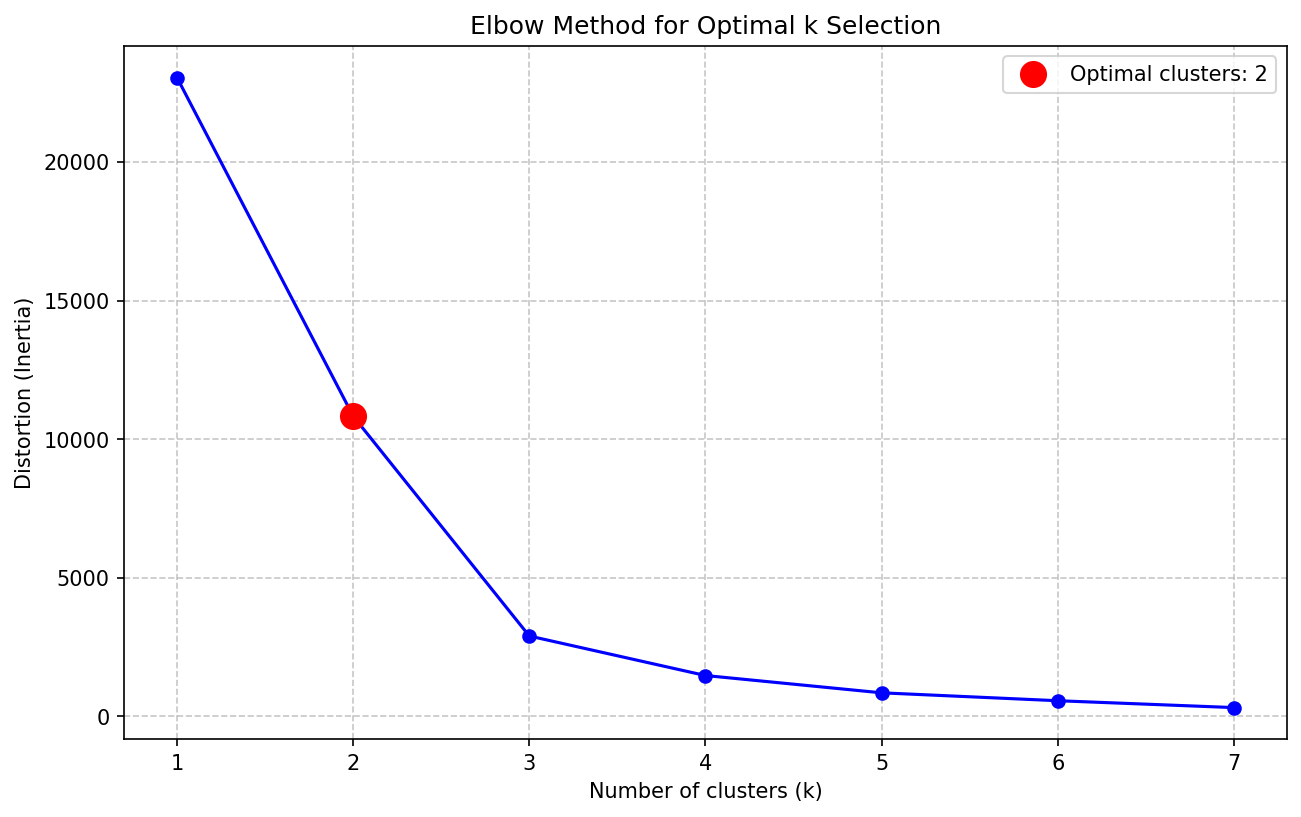 Elbow Method for Optimal k Selection
Optimal clusters: 2
Distortion (Inertia)
20000
15000
10000
5000
0
1 2 3 4 5 6 7
Number of clusters (k)